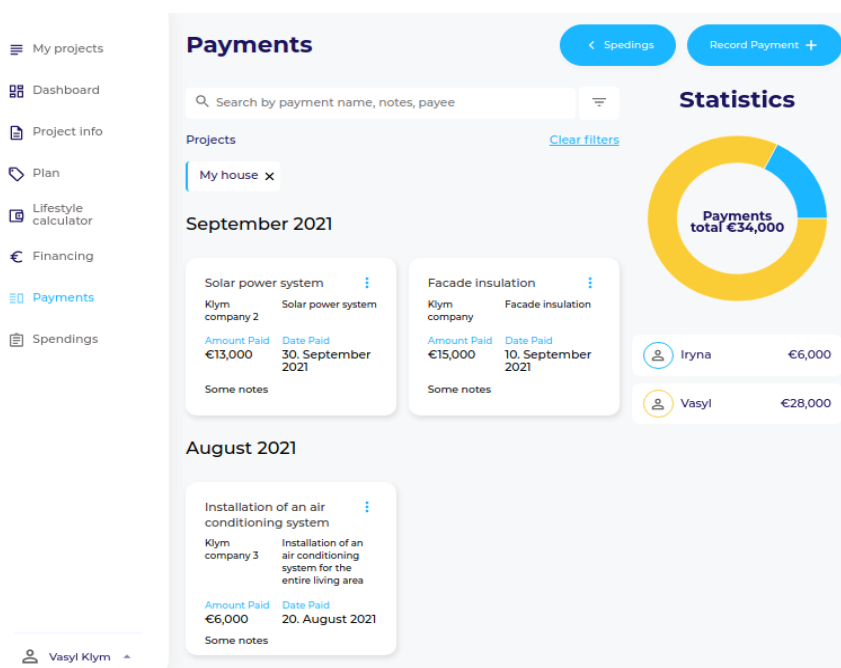 My projects
Dashboard
Project info
Plan
Lifestyle
calculator
Financing
Payments
Spendings
Vasyl Klym
Payments
Spedings
Record Payment +
Search by payment name, notes, payee
Projects
Clear filters
My house ×
September 2021
Solar power system
Klym
company 2
Solar power system
Amount Paid
€13,000
Date Paid
30. September
2021
Some notes
Facade insulation
Klym
company
Facade insulation
Amount Paid
€15,000
Date Paid
10. September
2021
Some notes
August 2021
Installation of an air
conditioning system
Klym
company 3
Installation of an
air conditioning
system for the
entire living area
Amount Paid
€6,000
Date Paid
20. August 2021
Some notes
Statistics
Payments
total €34,000
Iryna €6,000
Vasyl €28,000